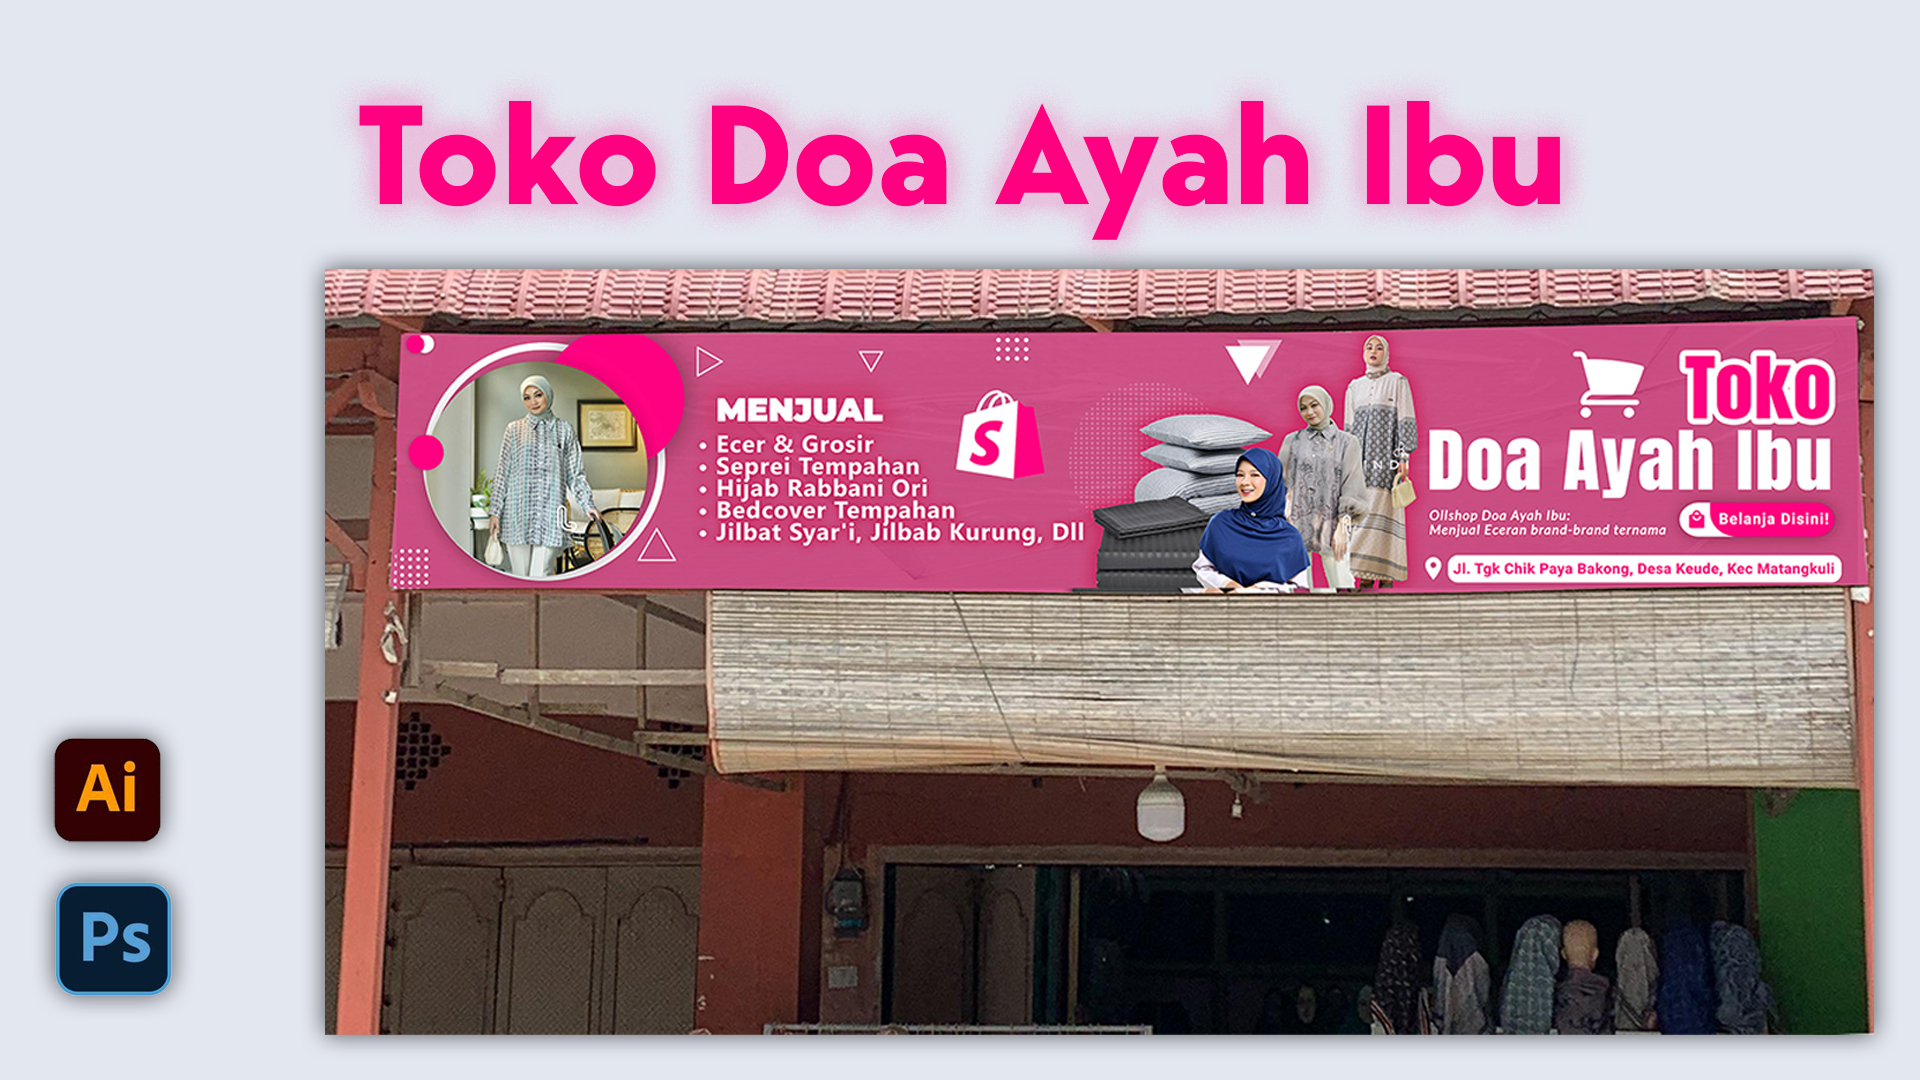 Toko Doa Ayah Ibu
MENJUAL
• Ecer & Grosir
• Seprei Tempahan
• Hijab Rabbani Ori
• Bedcover Tempahan
• Jilbat Syar'i, Jilbab Kurung, Dll
S
Toko
Doa Ayah Ibu
Ollshop Doa Ayah Ibu:
Menjual Eceran brand-brand ternama
Belanja Disini!
Jl. Tgk Chik Paya Bakong, Desa Keude, Kec Matangkuli
Ai
Ps